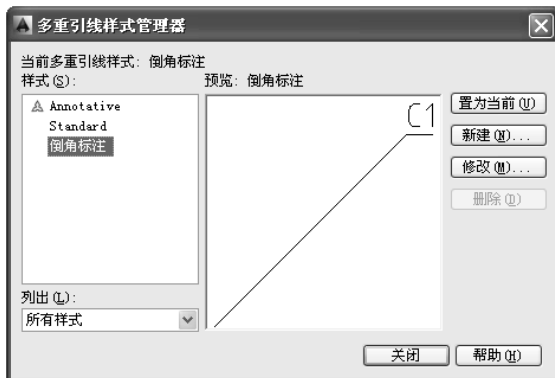 多重引线样式管理器
当前多重引线样式: 倒角标注
样式(S):
预览: 倒角标注
Annotative
Standard
倒角标注
C1
置为当前(U)
新建(N)...
修改(M)...
删除(D)
列出(L):
所有样式
关闭
帮助(H)